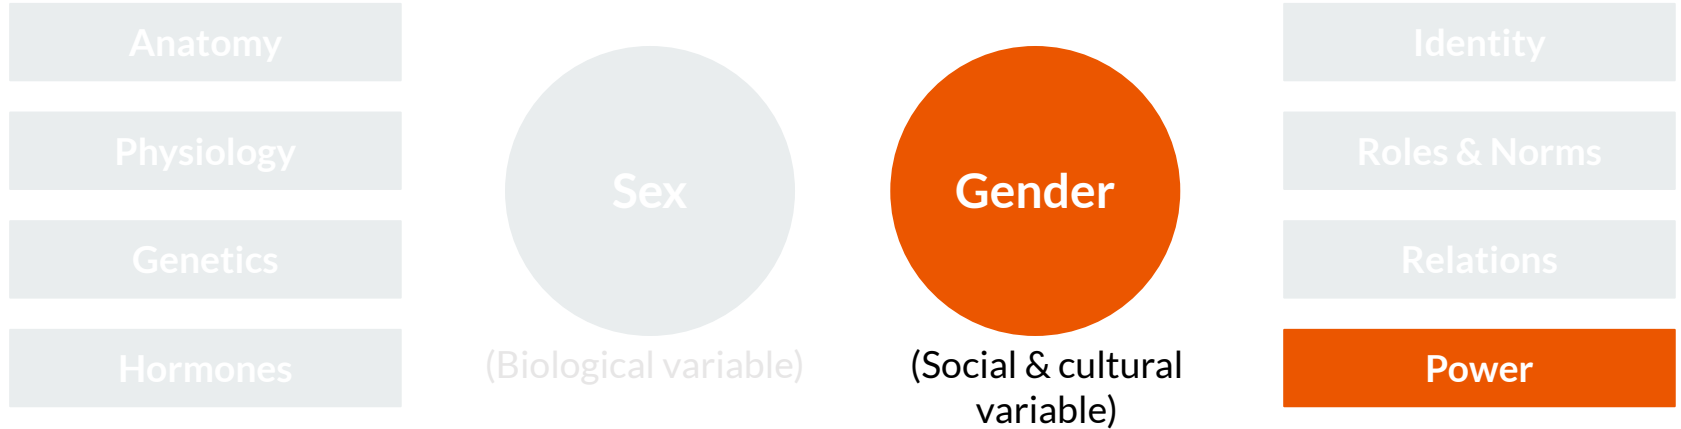 Anatomy
Physiology
Genetics
Hormones
Sex
(Biological variable)
Gender
(Social & cultural
variable)
Identity
Roles & Norms
Relations
Power